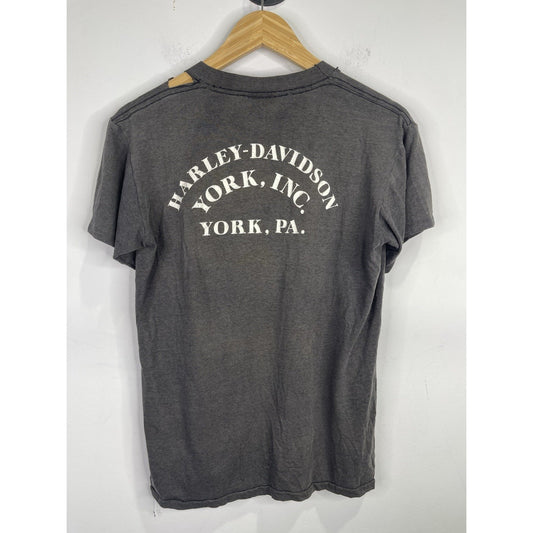 HARLEY-DAVIDSON
YORK, INC.
YORK, PA.